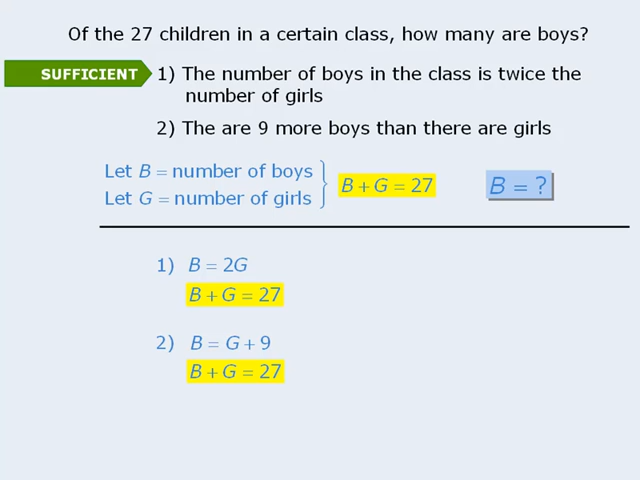 Of the 27 children in a certain class, how many are boys?
SUFFICIENT
1) The number of boys in the class is twice the
number of girls
2) The are 9 more boys than there are girls
Let B = number of boys
Let G = number of girls
B + G = 27
B = ?
1) B = 2G
B + G = 27
2) B = G + 9
B + G = 27